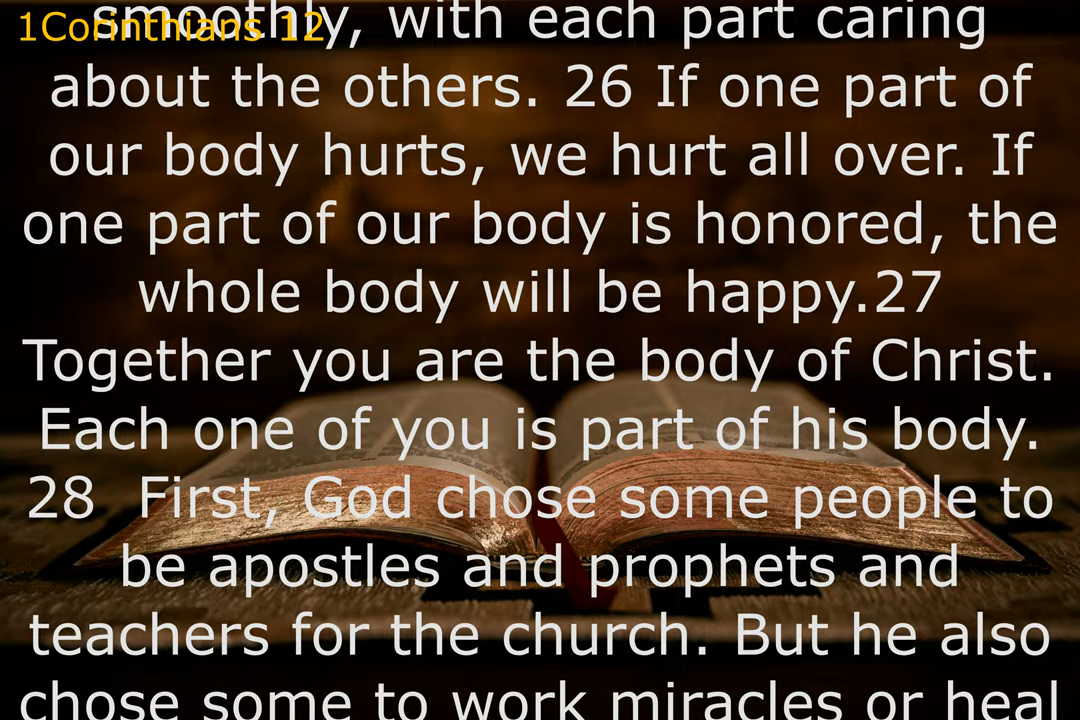 1Corinthians 12
smoothly, with each part caring
about the others. 26 If one part of
our body hurts, we hurt all over. If
one part of our body is honored, the
whole body will be happy.27
Together you are the body of Christ.
Each one of you is part of his body.
28  First, God chose some people to
be apostles and prophets and
teachers for the church. But he also
chose some to work miracles or heal